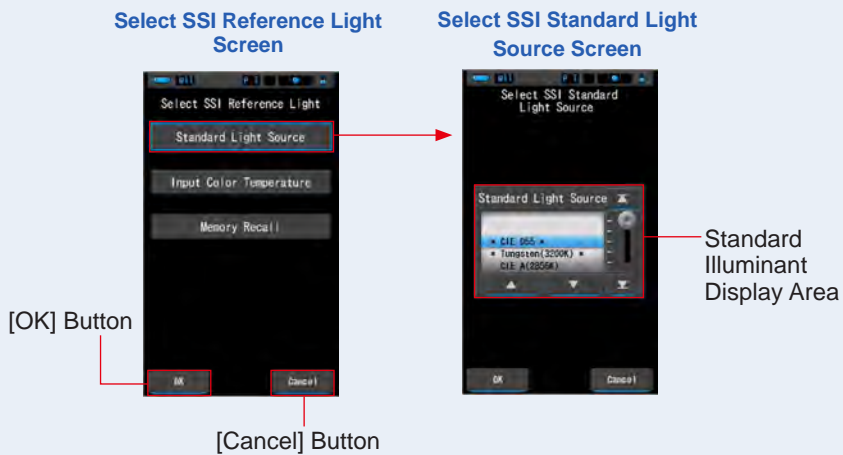 Select SSI Reference Light
Screen
Select SSI Reference Light
Standard Light Source
Input Color Temperature
Memory Recall
OK
Cancel
[OK] Button
[Cancel] Button
Select SSI Standard Light
Source Screen
Select SSI Standard
Light Source
Standard Light Source
* CIE D55 *
* Tungsten(3200K) *
CIE A(2856K)
OK
Cancel
Standard
Illuminant
Display Area